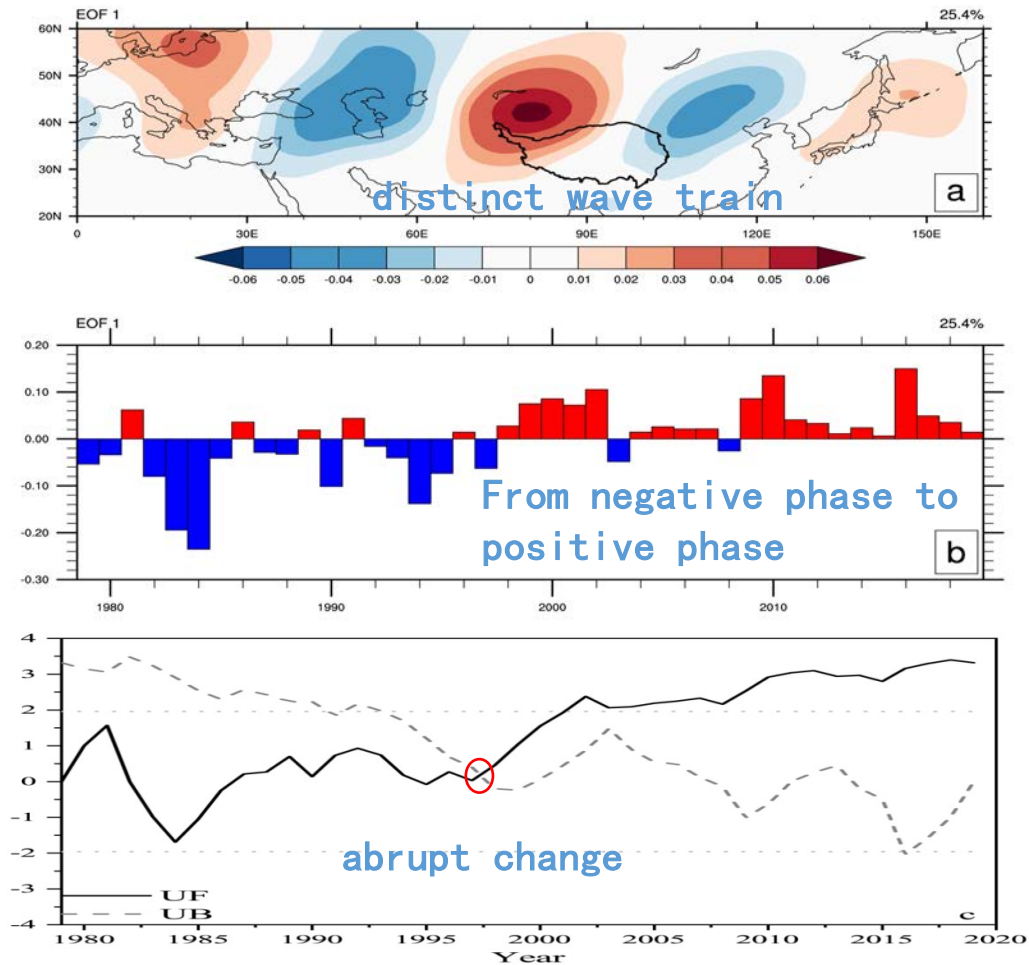 EOF 1 25.4%
60N
50N
40N
30N
20N
distinct wave train
a
0 30E 60E 90E 120E 150E
-0.06 -0.05 -0.04 -0.03 -0.02 -0.01 0 0.01 0.02 0.03 0.04 0.05 0.06
EOF 1 25.4%
0.20
0.10
0.00
-0.10
-0.20
-0.30
From negative phase to
positive phase
b
1980 1990 2000 2010
4
3
2
1
0
-1
-2
-3
-4
abrupt change
UF
UB
c
1980 1985 1990 1995 2000 2005 2010 2015 2020
Year